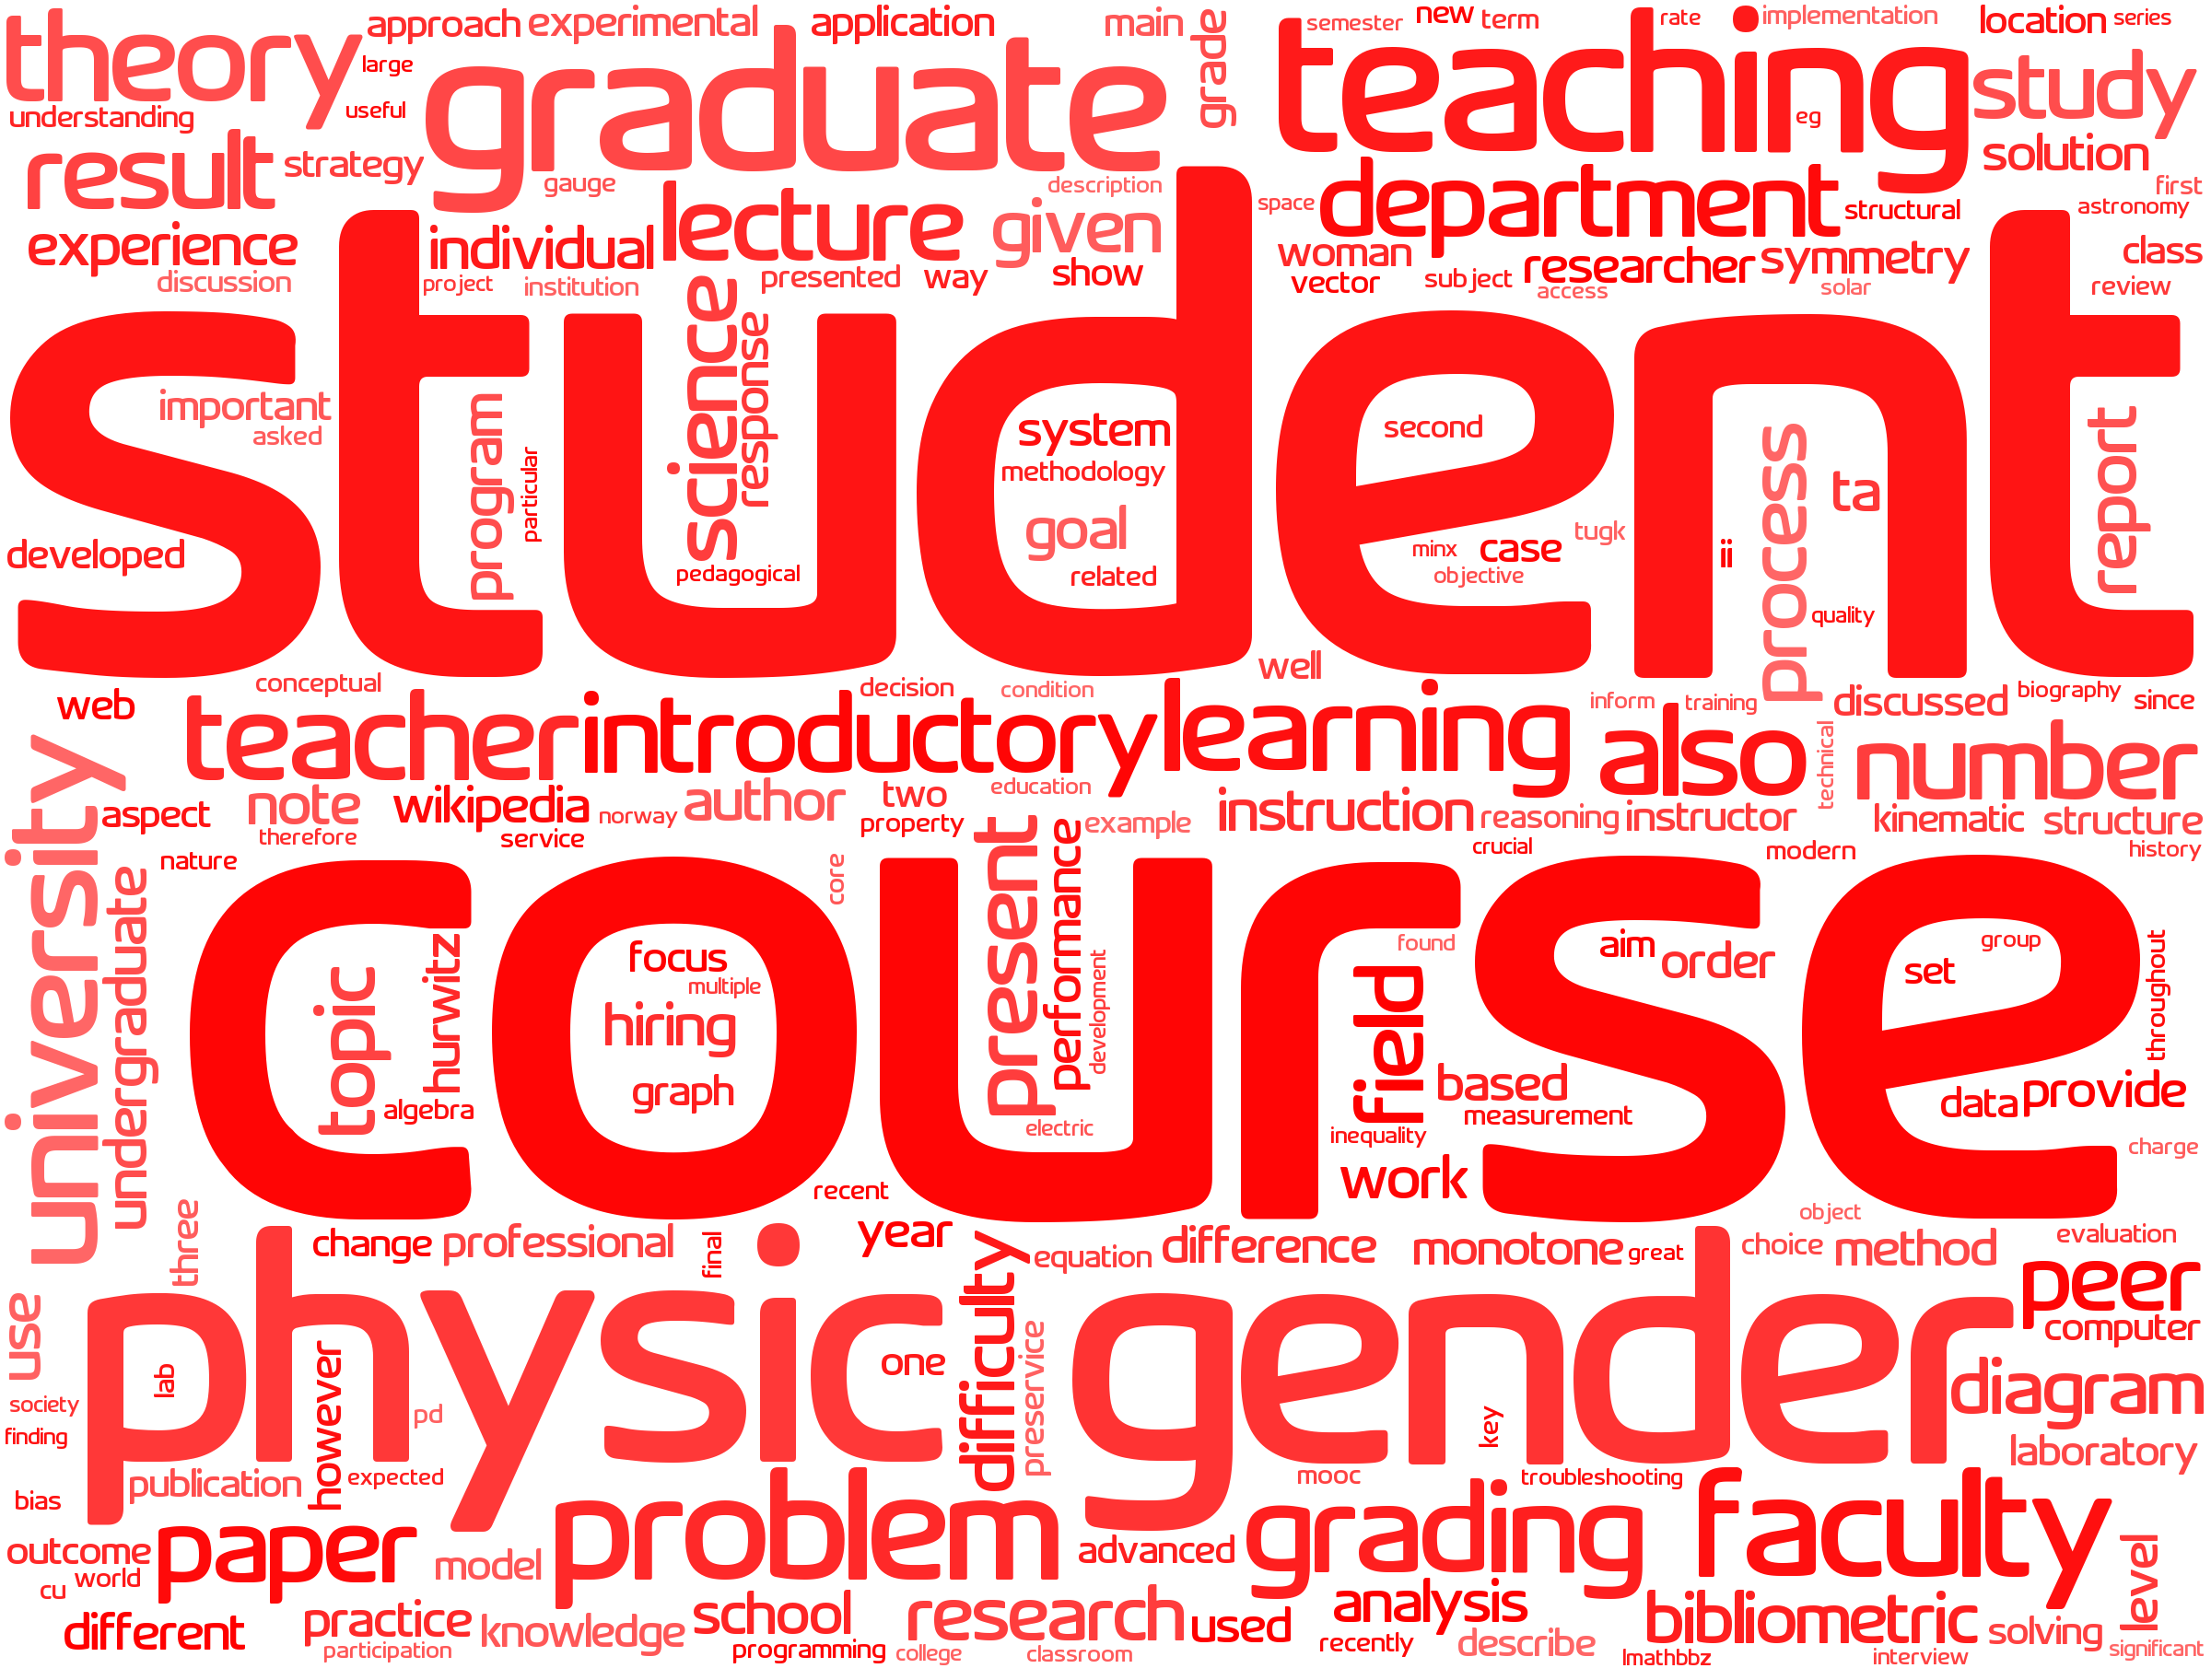 theory
approach
experimental
application
main
grade
semester
new
term
rate
implementation
location
series
large
useful
understanding
graduate
teaching
eg
study
solution
first
result
strategy
gauge
description
space
department
structural
astronomy
experience
discussion
individual
lecture
given
show
woman
vector
subject
researcher
symmetry
class
project
institution
presented
way
access
solar
review
student
science
response
important
asked
program
particular
system
methodology
goal
related
second
minx
case
objective
tugk
ii
process
ta
quality
report
developed
pedagogical
web
conceptual
decision
condition
well
inform
training
discussed
biography
since
teacher
introductory
learning
also
technical
number
university
aspect
note
therefore
wikipedia
service
norway
author
two
property
education
example
instruction
reasoning
instructor
crucial
kinematic
structure
modern
history
nature
undergraduate
core
present
performance
development
electric
course
topic
hurwitz
algebra
focus
multiple
hiring
graph
found
field
inequality
based
measurement
work
aim
order
group
set
throughout
data
provide
charge
three
recent
change
professional
final
year
difficulty
equation
difference
monotone
great
choice
object
method
evaluation
use
physic
gender
peer
computer
society
finding
lab
however
pd
one
preservice
key
diagram
laboratory
bias
publication
expected
problem
mooc
troubleshooting
outcome
cu
world
paper
model
advanced
grading
faculty
level
different
practice
participation
knowledge
school
programming
research
college
classroom
used
analysis
recently
describe
bibliometric
lmathbbz
interview
solving
significant